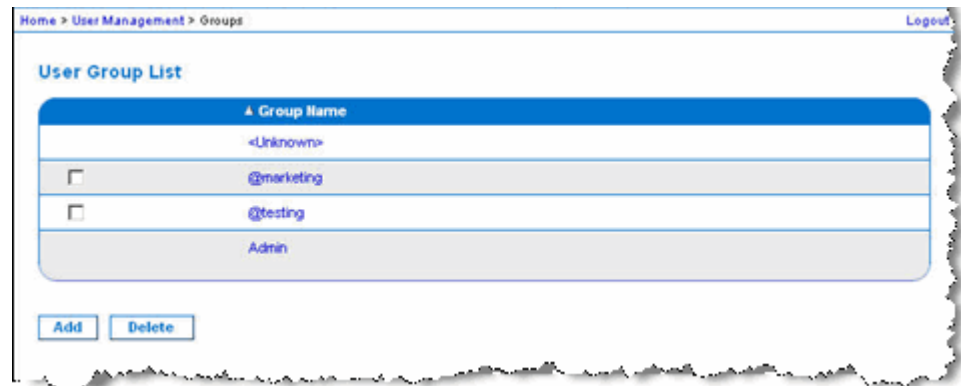 Home > User Management > Groups Logout
User Group List
▲ Group Name
<Unknown>
@marketing
@testing
Admin
Add Delete